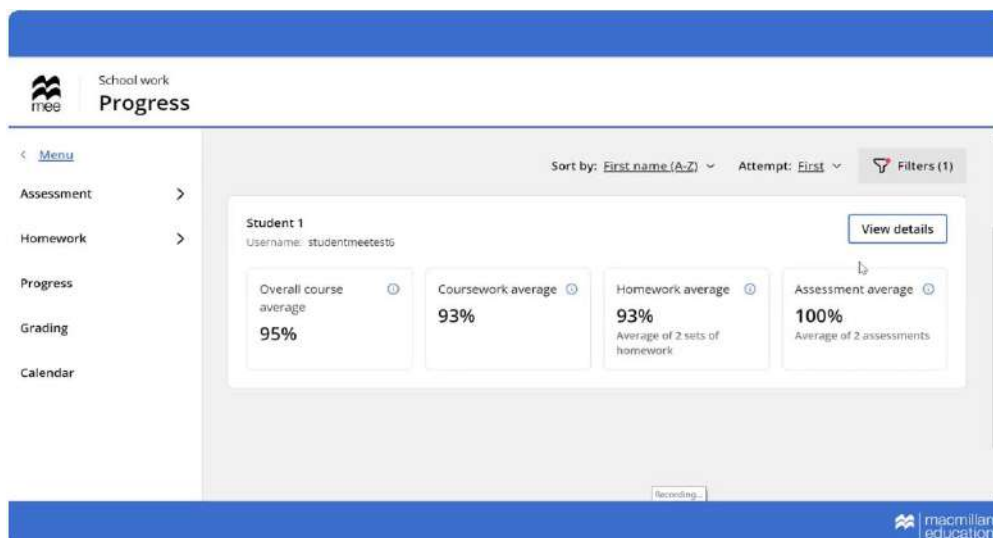 mee
School work
Progress
Menu
Assessment
Homework
Progress
Grading
Calendar
Sort by: First name (A-Z)
Attempt: First
Filters (1)
Student 1
Username: studentmeetest6
View details
Overall course
average
95%
Coursework average
93%
Homework average
93%
Average of 2 sets of
homework
Assessment average
100%
Average of 2 assessments
Recording...
macmillan
education